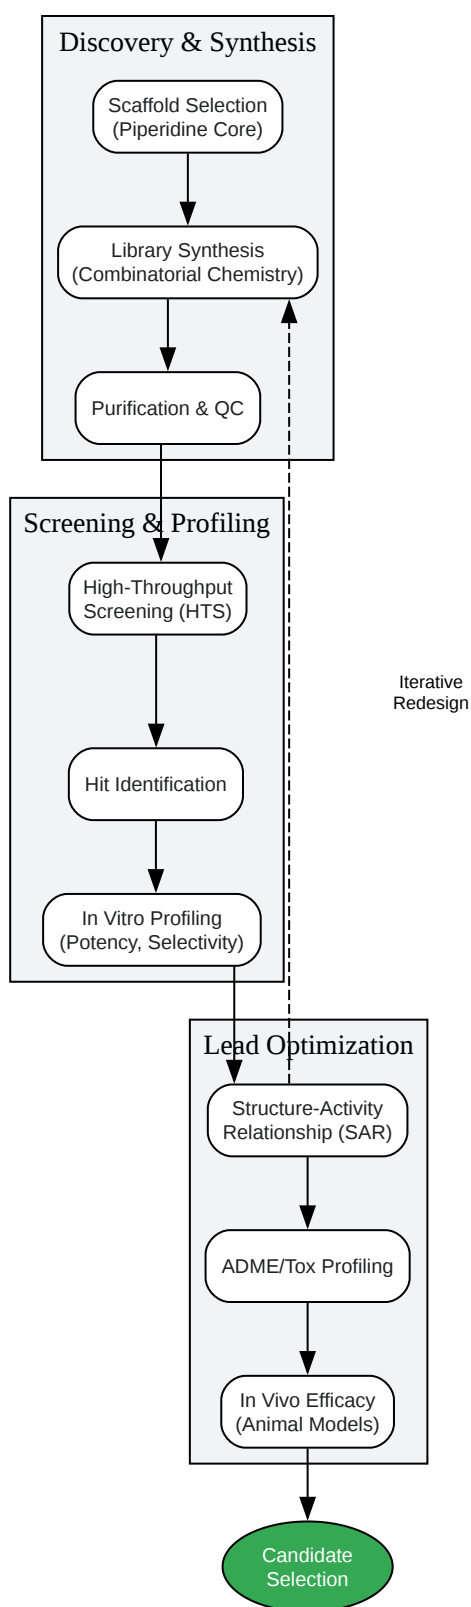 Discovery & Synthesis
Scaffold Selection
(Piperidine Core)
Library Synthesis
(Combinatorial Chemistry)
Purification & QC
Screening & Profiling
High-Throughput
Screening (HTS)
Iterative
Redesign
Hit Identification
In Vitro Profiling
(Potency, Selectivity)
Lead Optimization
Structure-Activity
Relationship (SAR)
ADME/Tox Profiling
In Vivo Efficacy
(Animal Models)
Candidate
Selection